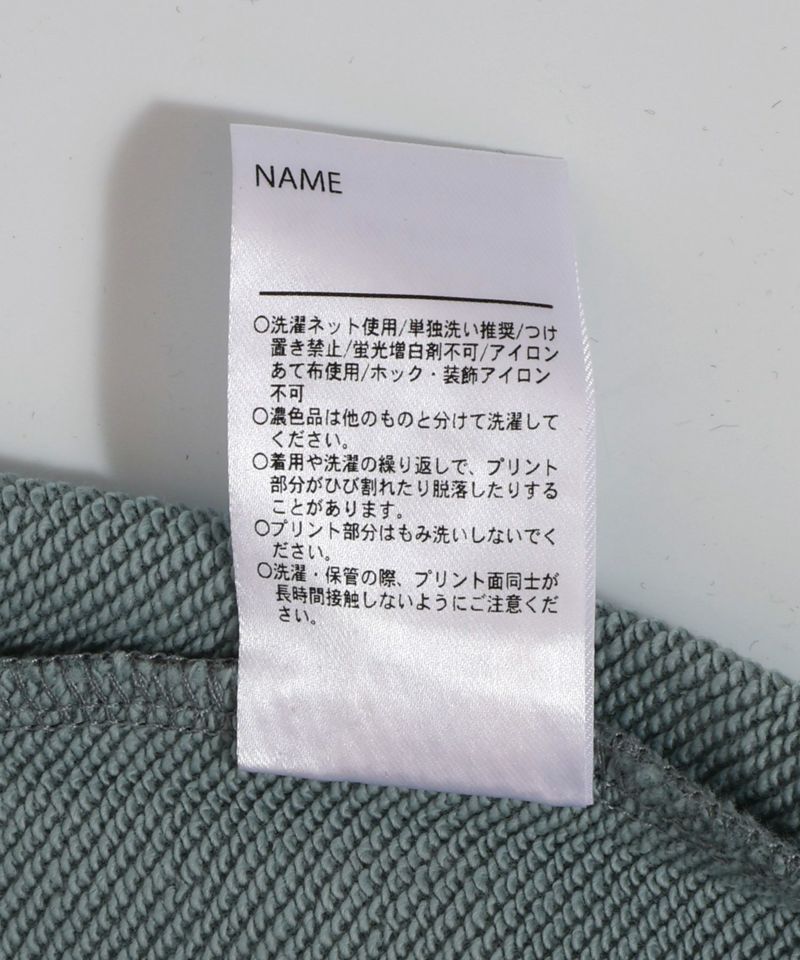 NAME
○洗濯ネット使用/単独洗い推奨/つけ
置き禁止/蛍光増白剤不可/アイロン
あて布使用/ホック・装飾アイロン
不可
○濃色品は他のものと分けて洗濯して
ください。
○着用や洗濯の繰り返しで、プリント
部分がひび割れたり脱落したりする
ことがあります。
○プリント部分はもみ洗いしないでく
ださい。
○洗濯・保管の際、プリント面同士が
長時間接触しないようにご注意くだ
さい。